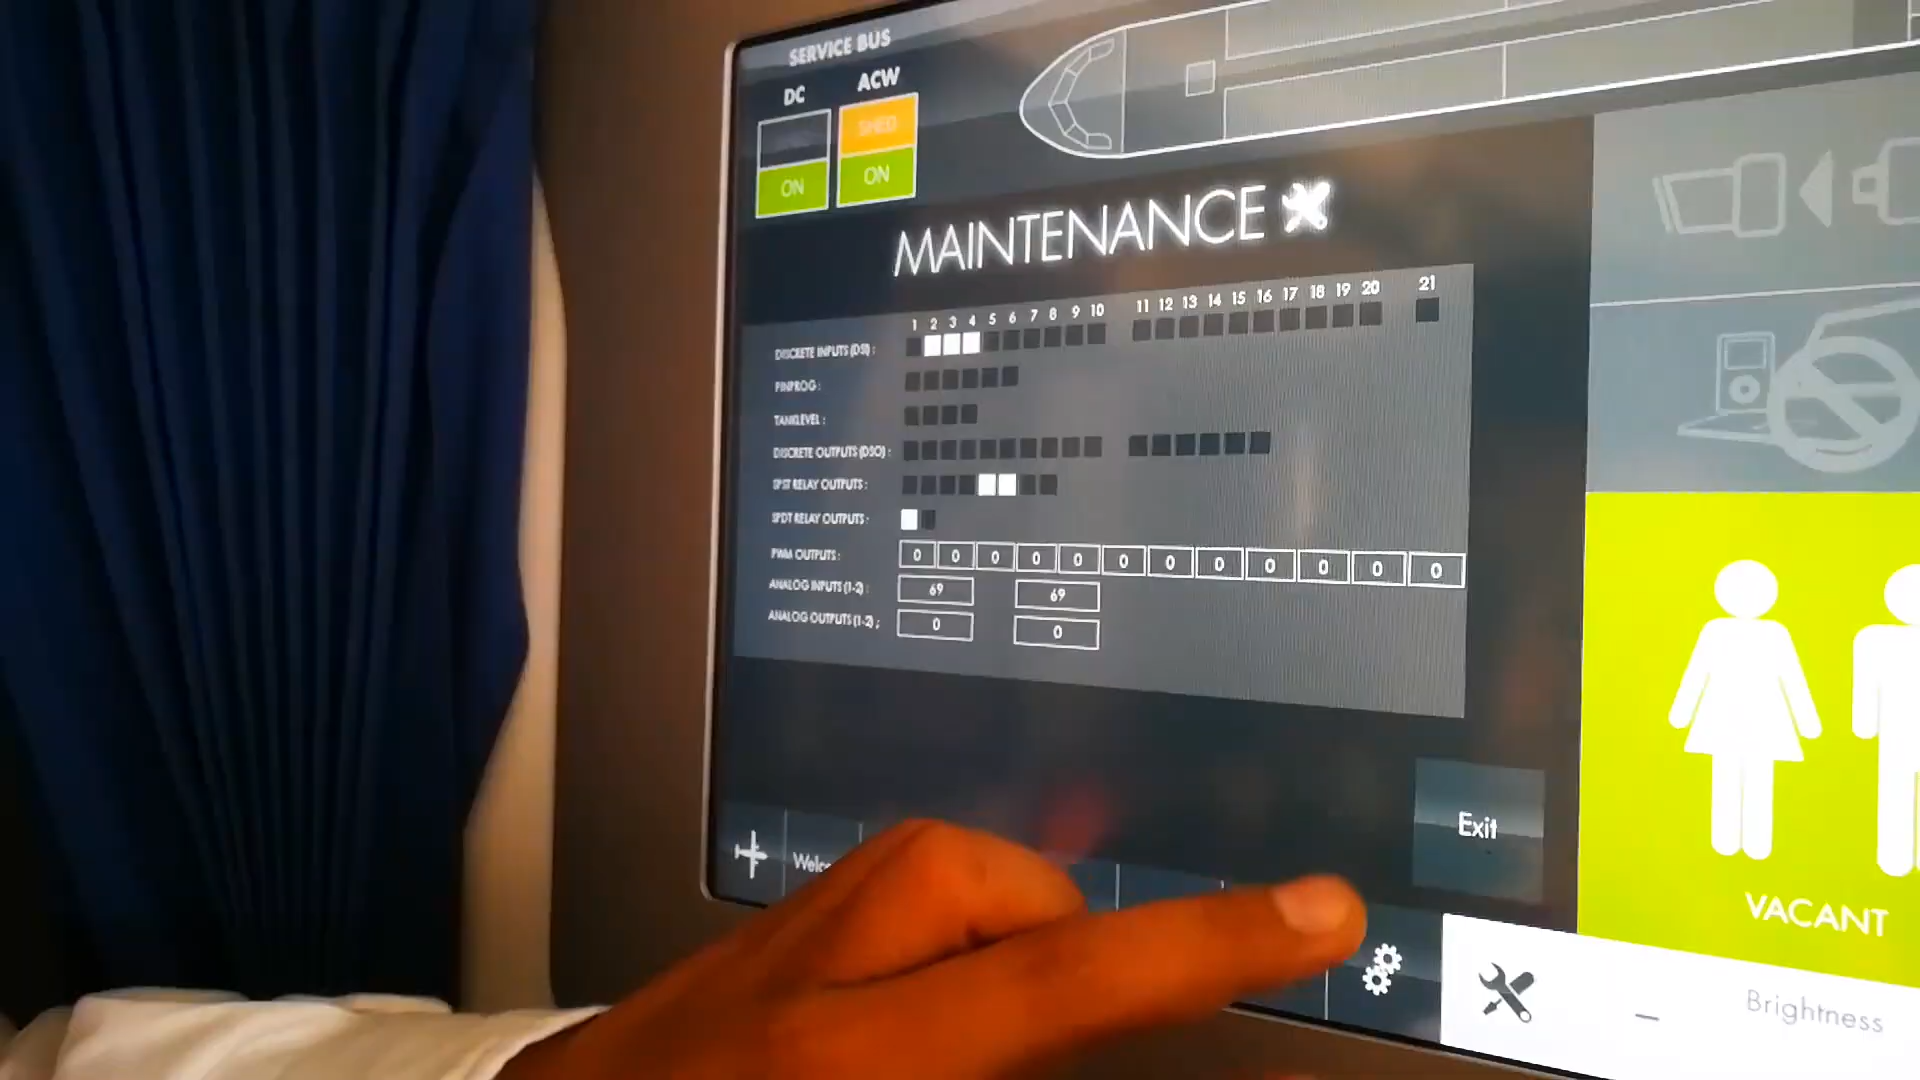 SERVICE BUS
DC ACW
SHED
ON ON
MAINTENANCE
1 2 3 4 5 6 7 8 9 10 11 12 13 14 15 16 17 18 19 20 21
DISCRETE INPUTS (DSI) :
PINPROG :
TANKLEVEL :
DISCRETE OUTPUTS (DSO) :
SPST RELAY OUTPUTS :
SPDT RELAY OUTPUTS :
PWM OUTPUTS : 0 0 0 0 0 0 0 0 0 0 0 0
ANALOG INPUTS (1-2) : 69 69
ANALOG OUTPUTS (1-2) : 0 0
Exit
VACANT
Brightness